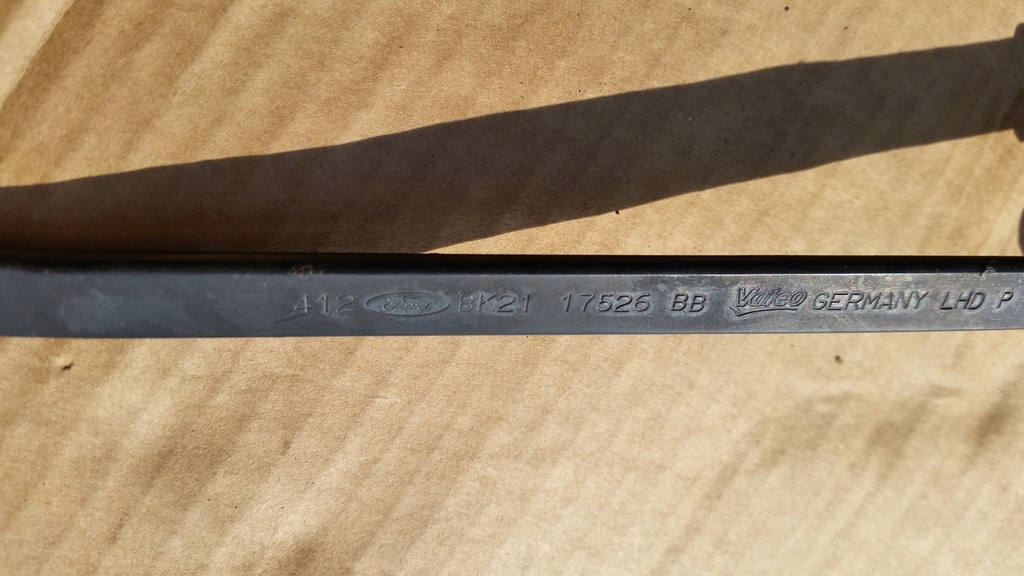 412 Ford BK21 17526 BB Valeo GERMANY LHD P